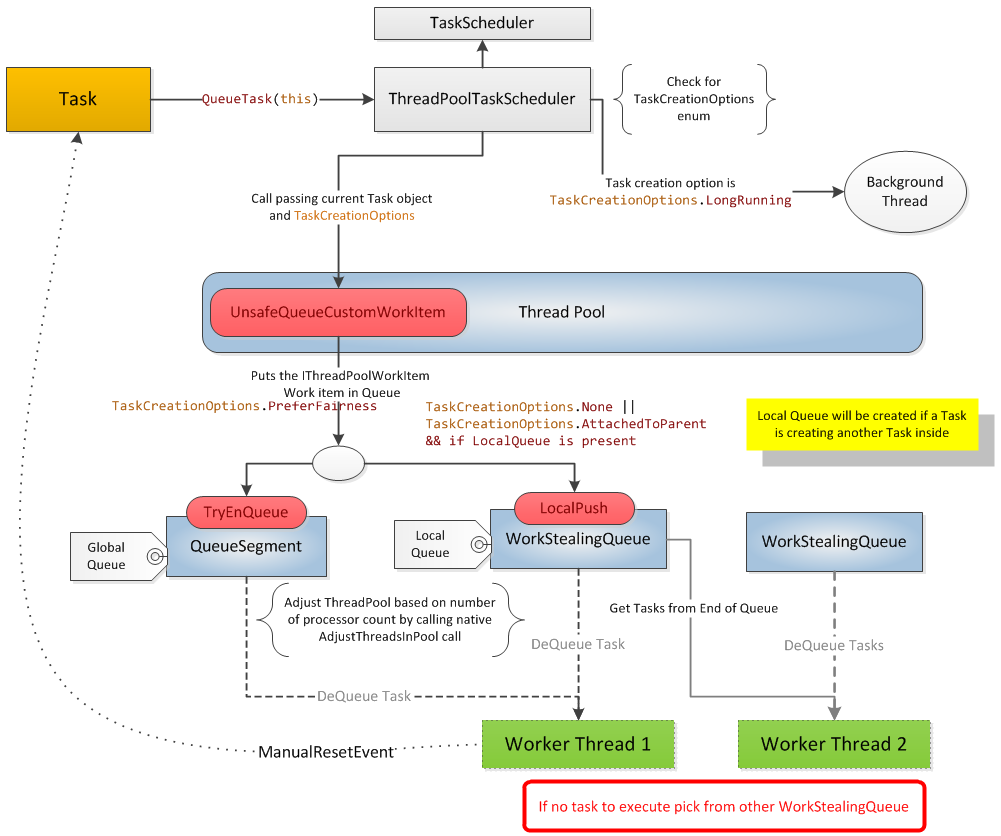 TaskScheduler
Task
QueueTask(this)
ThreadPoolTaskScheduler
Check for
TaskCreationOptions
enum
Call passing current Task object
and TaskCreationOptions
Task creation option is
TaskCreationOptions.LongRunning
Background
Thread
UnsafeQueueCustomWorkItem
Thread Pool
Puts the IThreadPoolWorkItem
Work item in Queue
TaskCreationOptions.PreferFairness
TaskCreationOptions.None ||
TaskCreationOptions.AttachedToParent
&& if LocalQueue is present
Local Queue will be created if a Task
is creating another Task inside
TryEnQueue
QueueSegment
Global
Queue
LocalPush
WorkStealingQueue
Local
Queue
WorkStealingQueue
Adjust ThreadPool based on number
of processor count by calling native
AdjustThreadsInPool call
Get Tasks from End of Queue
DeQueue Task
DeQueue Tasks
DeQueue Task
Worker Thread 1
Worker Thread 2
ManualResetEvent
If no task to execute pick from other WorkStealingQueue